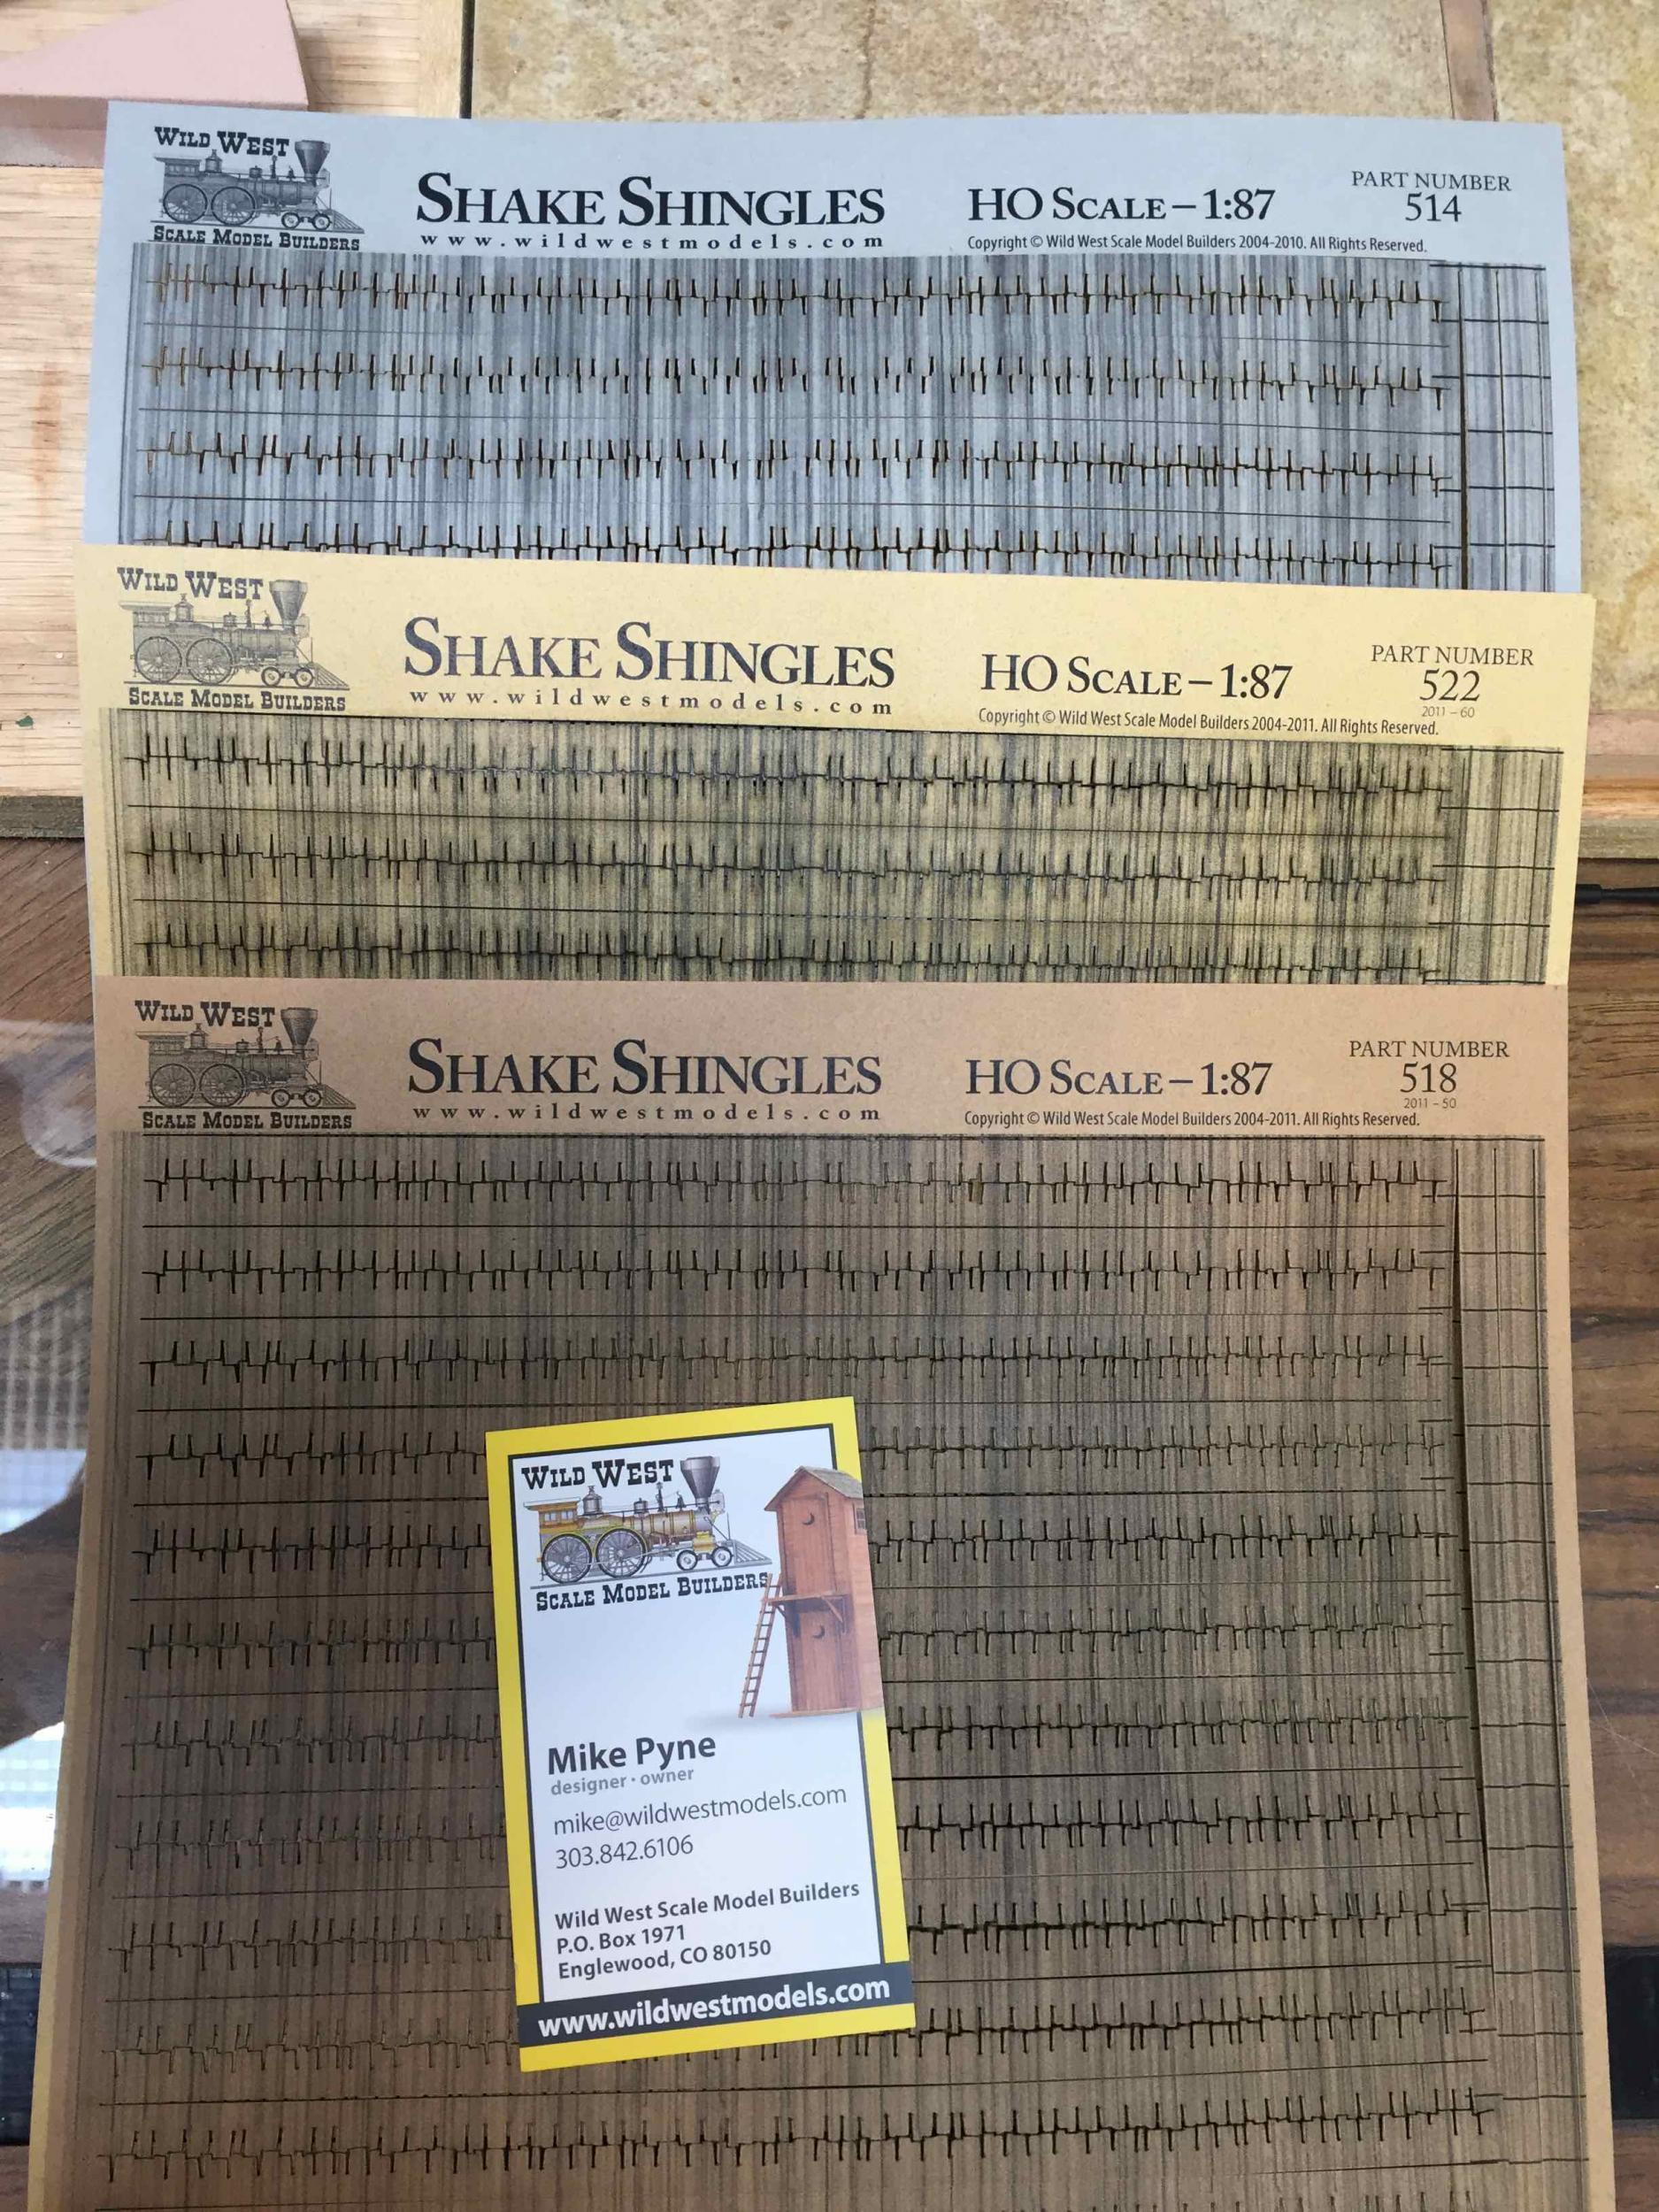 WILD WEST
SCALE MODEL BUILDERS
SHAKE SHINGLES
www.wildwestmodels.com
HO SCALE – 1:87
Copyright © Wild West Scale Model Builders 2004-2010. All Rights Reserved.
PART NUMBER
514
WILD WEST
SCALE MODEL BUILDERS
SHAKE SHINGLES
www.wildwestmodels.com
HO SCALE – 1:87
Copyright © Wild West Scale Model Builders 2004-2011. All Rights Reserved.
PART NUMBER
522
2011 – 60
WILD WEST
SCALE MODEL BUILDERS
SHAKE SHINGLES
www.wildwestmodels.com
HO SCALE – 1:87
Copyright © Wild West Scale Model Builders 2004-2011. All Rights Reserved.
PART NUMBER
518
2011 – 50
WILD WEST
SCALE MODEL BUILDERS
Mike Pyne
designer · owner
mike@wildwestmodels.com
303.842.6106
Wild West Scale Model Builders
P.O. Box 1971
Englewood, CO 80150
www.wildwestmodels.com